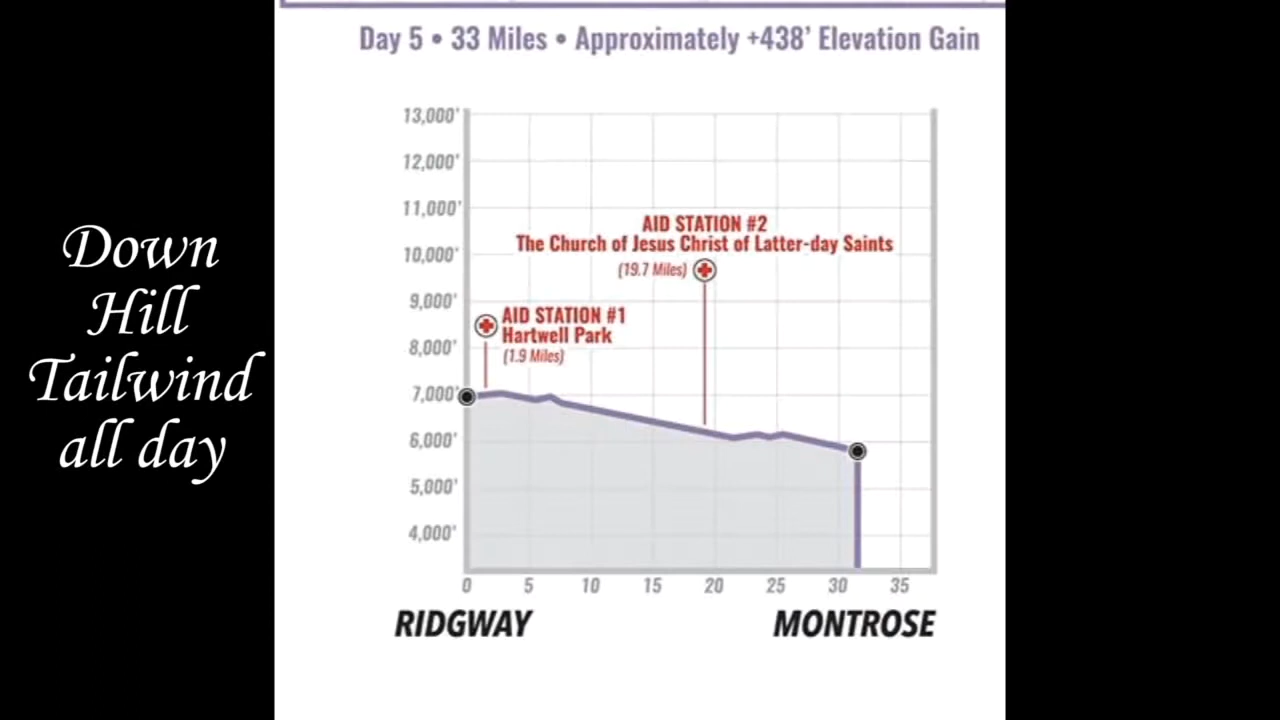 Day 5 • 33 Miles • Approximately +438’ Elevation Gain
Down
Hill
Tailwind
all day
13,000’
12,000’
11,000’
10,000’
9,000’
8,000’
7,000’
6,000’
5,000’
4,000’
AID STATION #2
The Church of Jesus Christ of Latter-day Saints
(19.7 Miles)
AID STATION #1
Hartwell Park
(1.9 Miles)
0 5 10 15 20 25 30 35
RIDGWAY MONTROSE